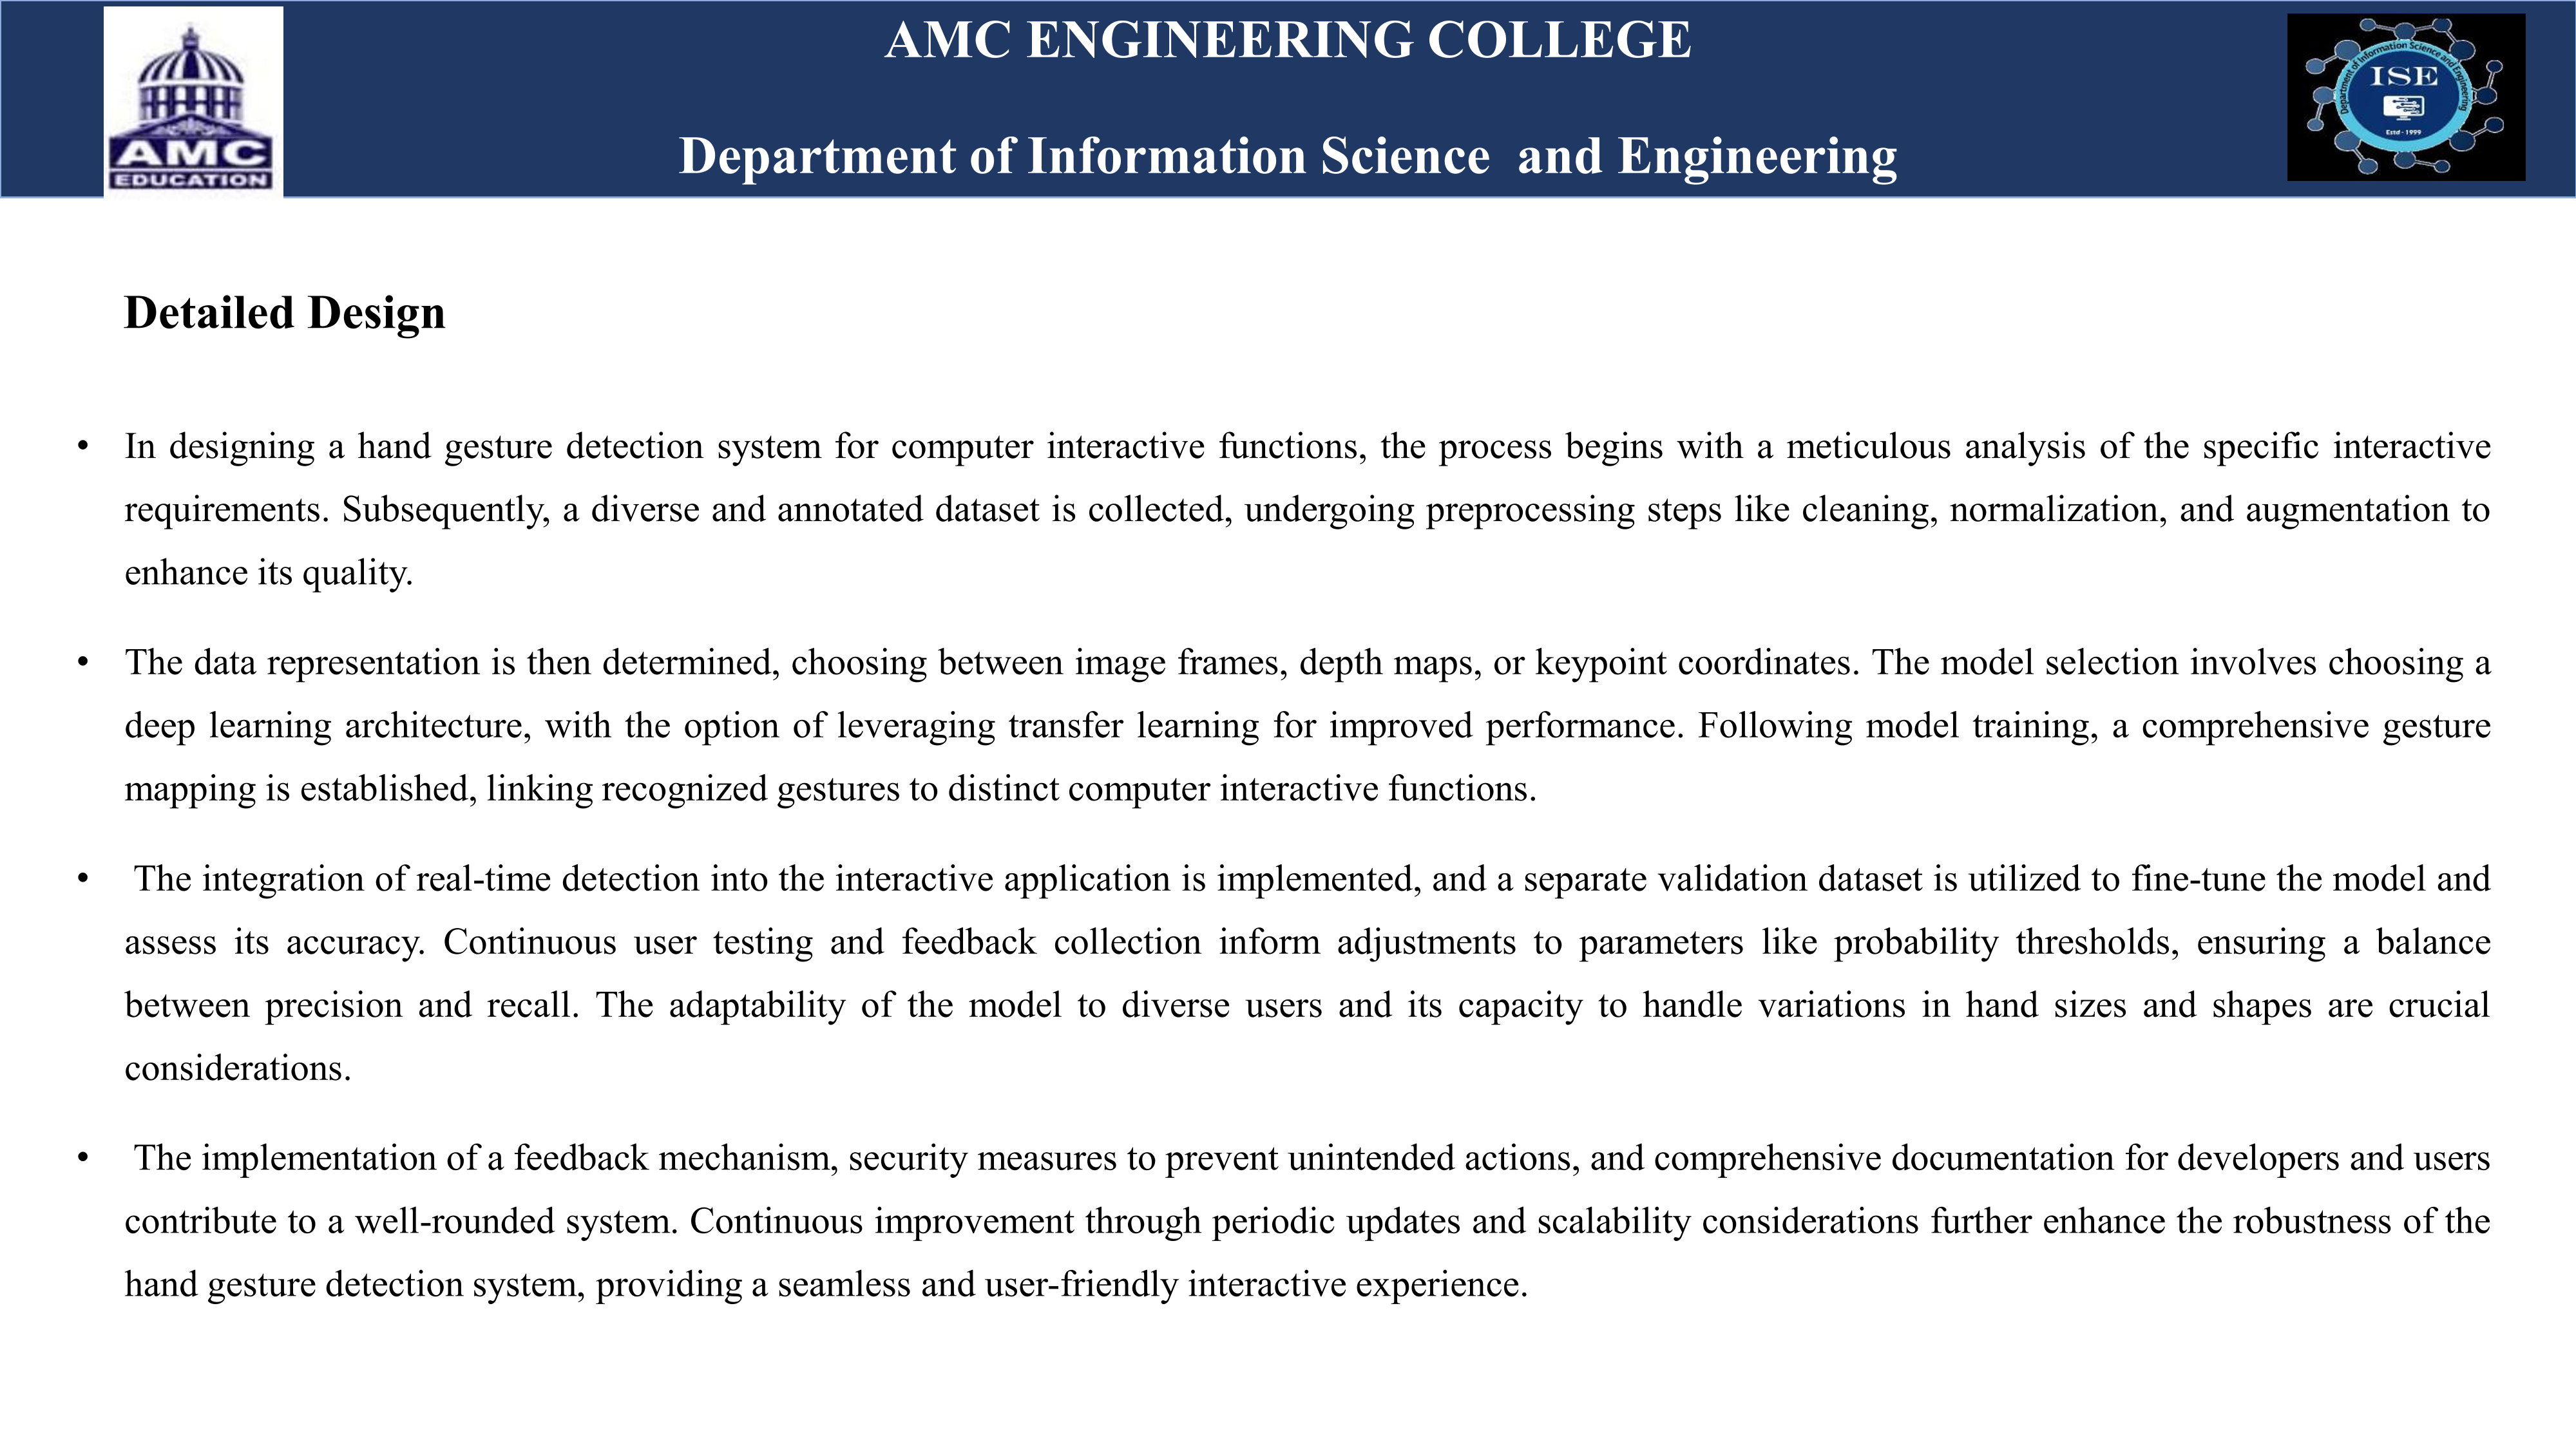 AMC ENGINEERING COLLEGE
Department of Information Science and Engineering
AMC
EDUCATION
Department of Information Science and Engineering
ISE
Estd - 1999
Detailed Design
• In designing a hand gesture detection system for computer interactive functions, the process begins with a meticulous analysis of the specific interactive
requirements. Subsequently, a diverse and annotated dataset is collected, undergoing preprocessing steps like cleaning, normalization, and augmentation to
enhance its quality.
• The data representation is then determined, choosing between image frames, depth maps, or keypoint coordinates. The model selection involves choosing a
deep learning architecture, with the option of leveraging transfer learning for improved performance. Following model training, a comprehensive gesture
mapping is established, linking recognized gestures to distinct computer interactive functions.
• The integration of real-time detection into the interactive application is implemented, and a separate validation dataset is utilized to fine-tune the model and
assess its accuracy. Continuous user testing and feedback collection inform adjustments to parameters like probability thresholds, ensuring a balance
between precision and recall. The adaptability of the model to diverse users and its capacity to handle variations in hand sizes and shapes are crucial
considerations.
• The implementation of a feedback mechanism, security measures to prevent unintended actions, and comprehensive documentation for developers and users
contribute to a well-rounded system. Continuous improvement through periodic updates and scalability considerations further enhance the robustness of the
hand gesture detection system, providing a seamless and user-friendly interactive experience.